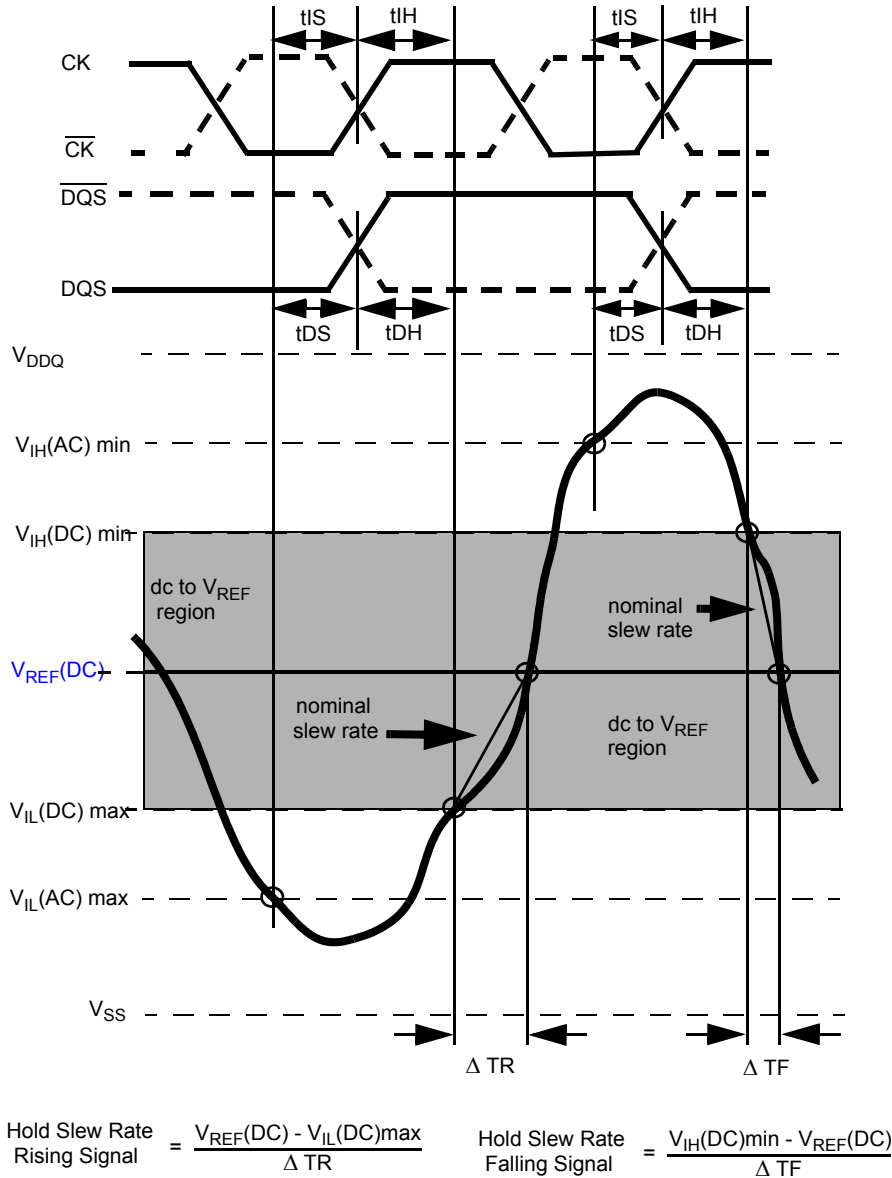 tIS tIH tIS tIH
CK
CK
DQS
DQS
tDS tDH tDS tDH
VDDQ
VIH(AC) min
VIH(DC) min
dc to VREF
region
nominal
slew rate
VREF(DC)
nominal
slew rate
dc to VREF
region
VIL(DC) max
VIL(AC) max
VSS
Δ TR Δ TF
Hold Slew Rate
Rising Signal
= VREF(DC) - VIL(DC)max
Δ TR
Hold Slew Rate
Falling Signal
= VIH(DC)min - VREF(DC)
Δ TF